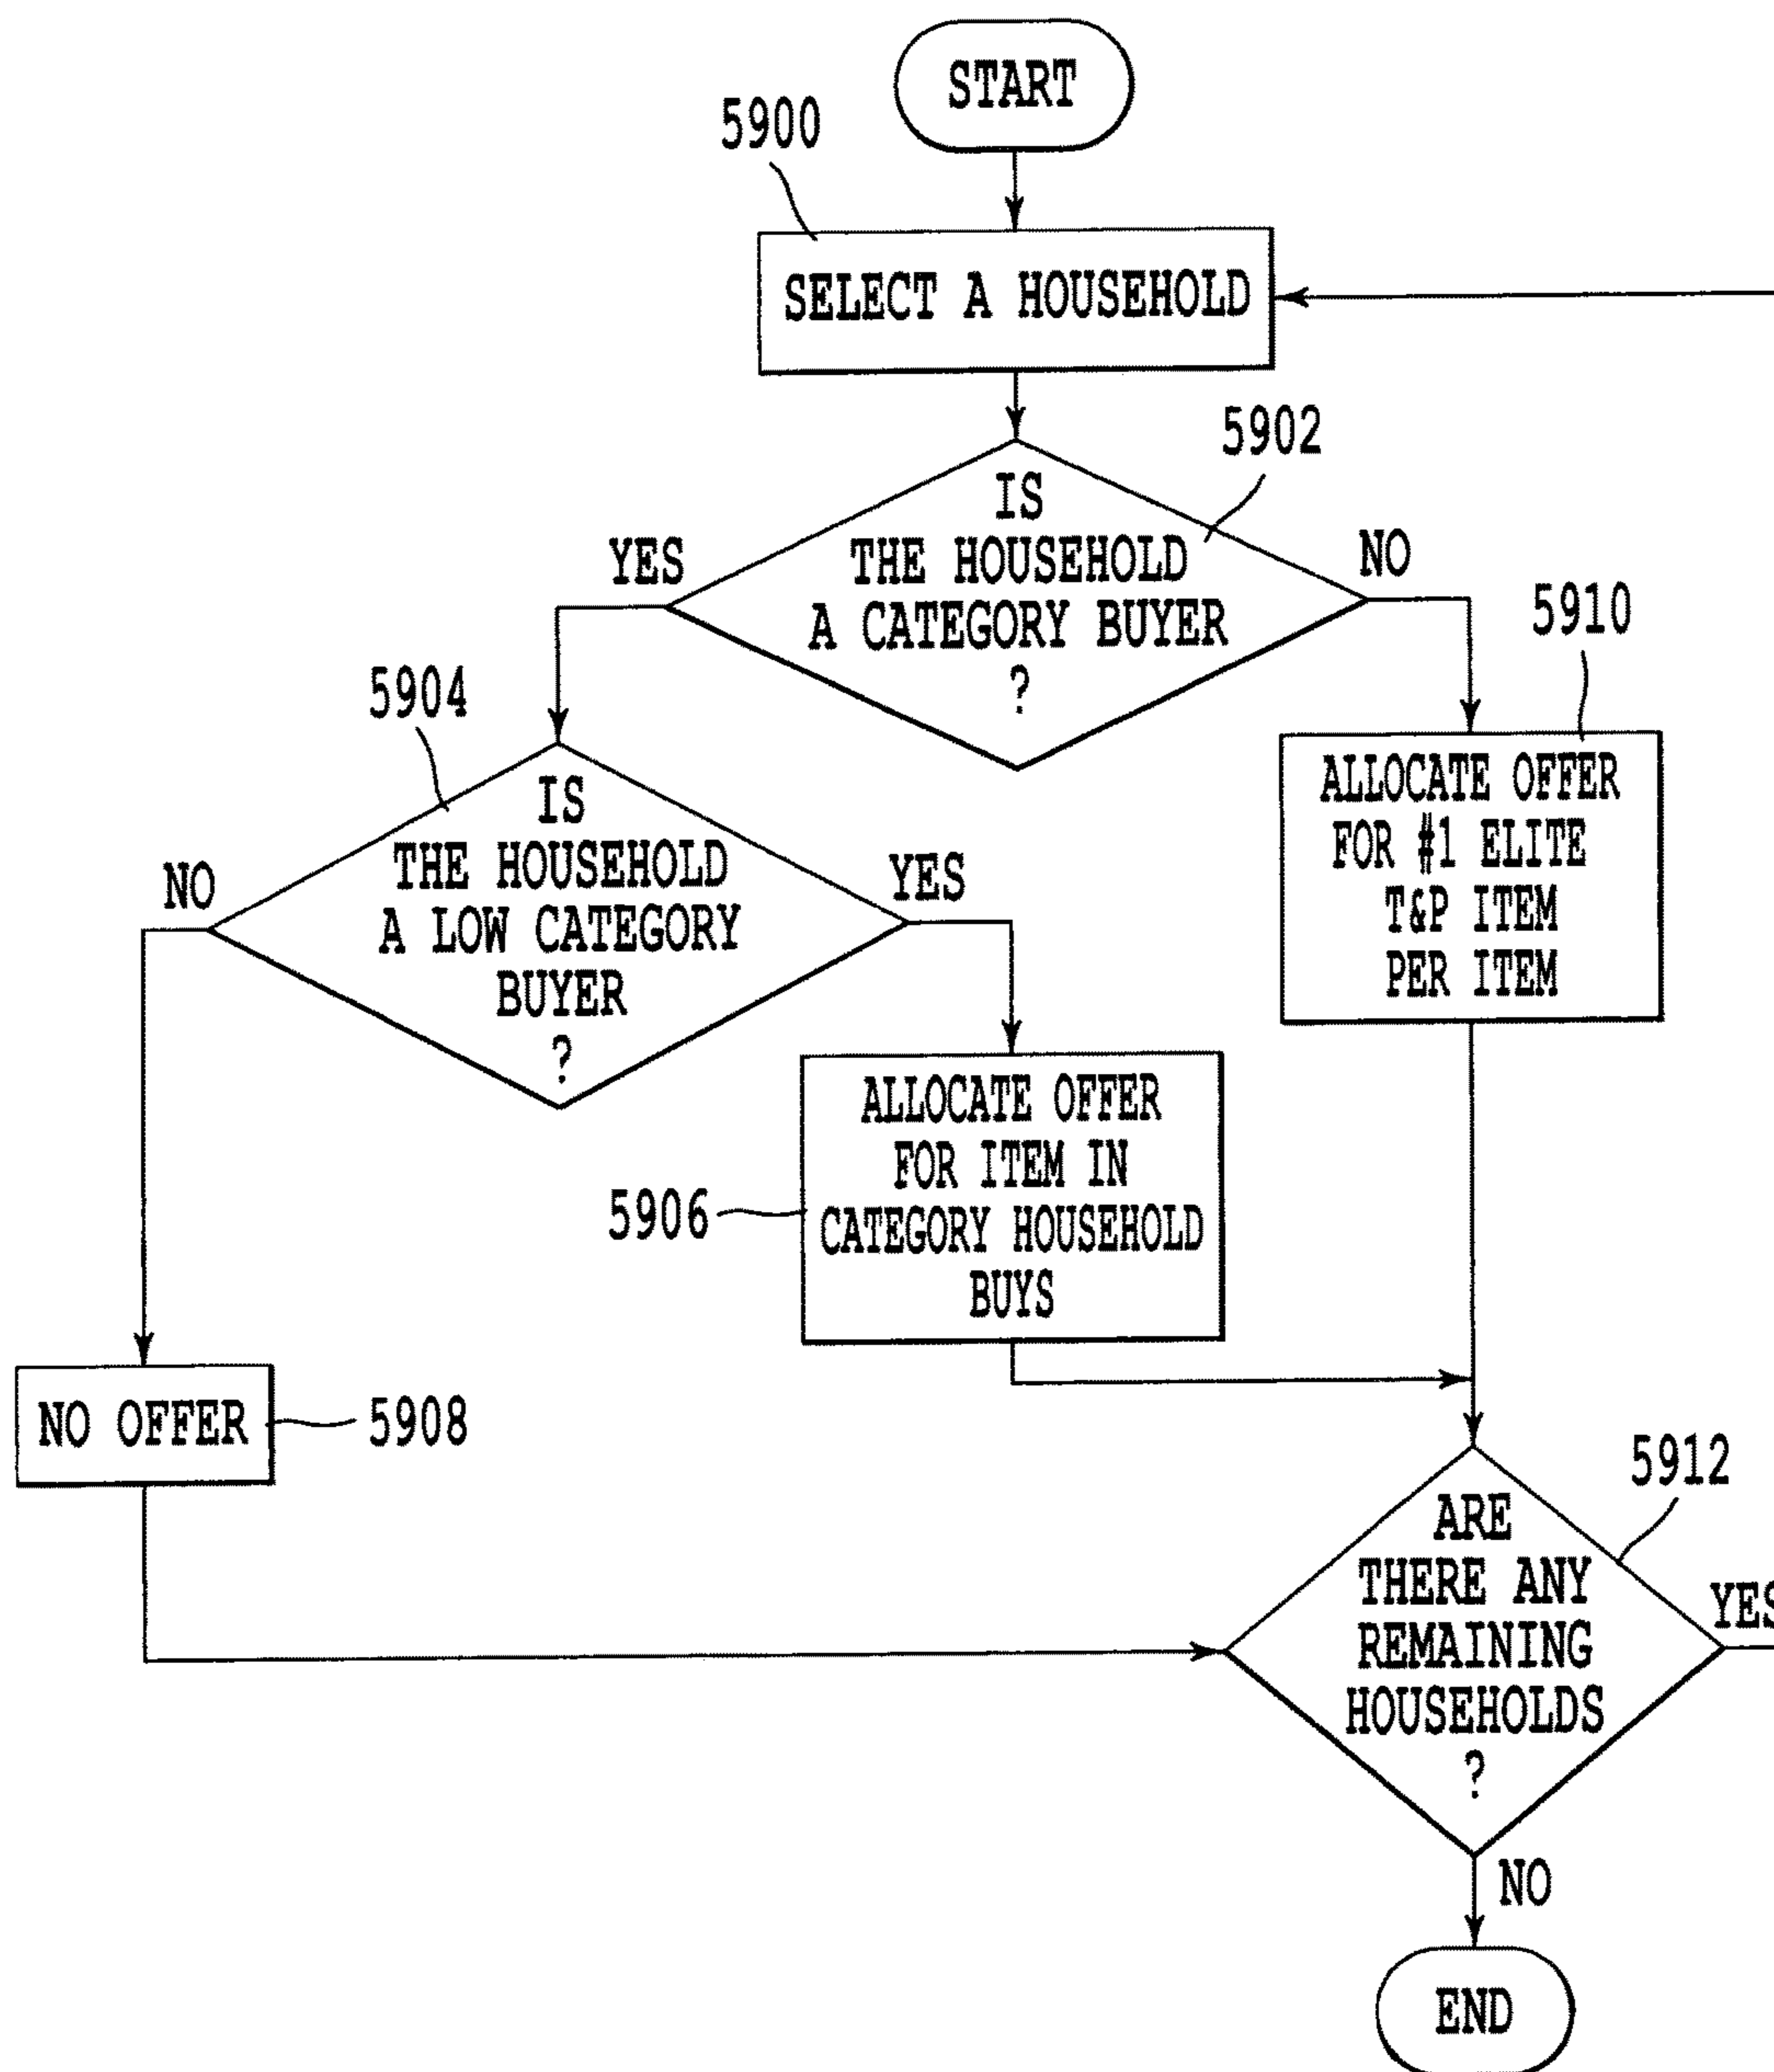 START
5900
SELECT A HOUSEHOLD
5902
IS
THE HOUSEHOLD
A CATEGORY BUYER
?
YES
NO
5904
IS
THE HOUSEHOLD
A LOW CATEGORY
BUYER
?
NO
YES
5910
ALLOCATE OFFER
FOR #1 ELITE
T&P ITEM
PER ITEM
ALLOCATE OFFER
FOR ITEM IN
CATEGORY HOUSEHOLD
BUYS
5906
NO OFFER
5908
5912
ARE
THERE ANY
REMAINING
HOUSEHOLDS
?
YES
NO
END